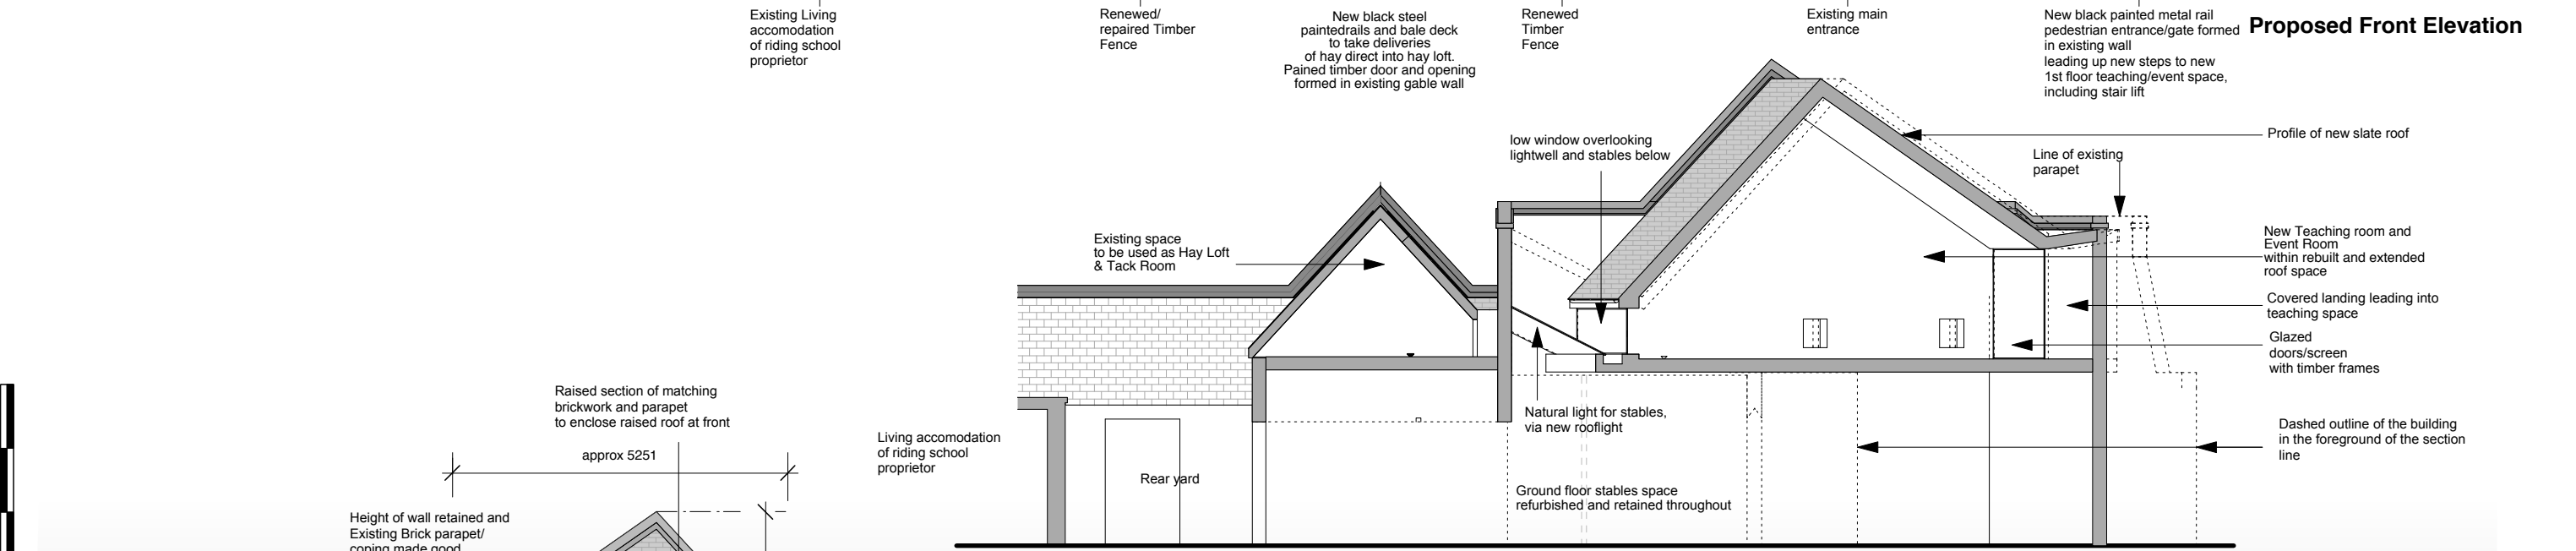 Existing Living
accomodation
of riding school
proprietor
Renewed/
repaired Timber
Fence
New black steel
paintedrails and bale deck
to take deliveries
of hay direct into hay loft.
Pained timber door and opening
formed in existing gable wall
Renewed
Timber
Fence
Existing main
entrance
New black painted metal rail
pedestrian entrance/gate formed
in existing wall
leading up new steps to new
1st floor teaching/event space,
including stair lift
Proposed Front Elevation
low window overlooking
lightwell and stables below
Profile of new slate roof
Line of existing
parapet
Existing space
to be used as Hay Loft
& Tack Room
New Teaching room and
Event Room
within rebuilt and extended
roof space
Covered landing leading into
teaching space
Glazed
doors/screen
with timber frames
Raised section of matching
brickwork and parapet
to enclose raised roof at front
approx 5251
Living accomodation
of riding school
proprietor
Rear yard
Natural light for stables,
via new rooflight
Dashed outline of the building
in the foreground of the section
line
Ground floor stables space
refurbished and retained throughout
Height of wall retained and
Existing Brick parapet/
coping made good